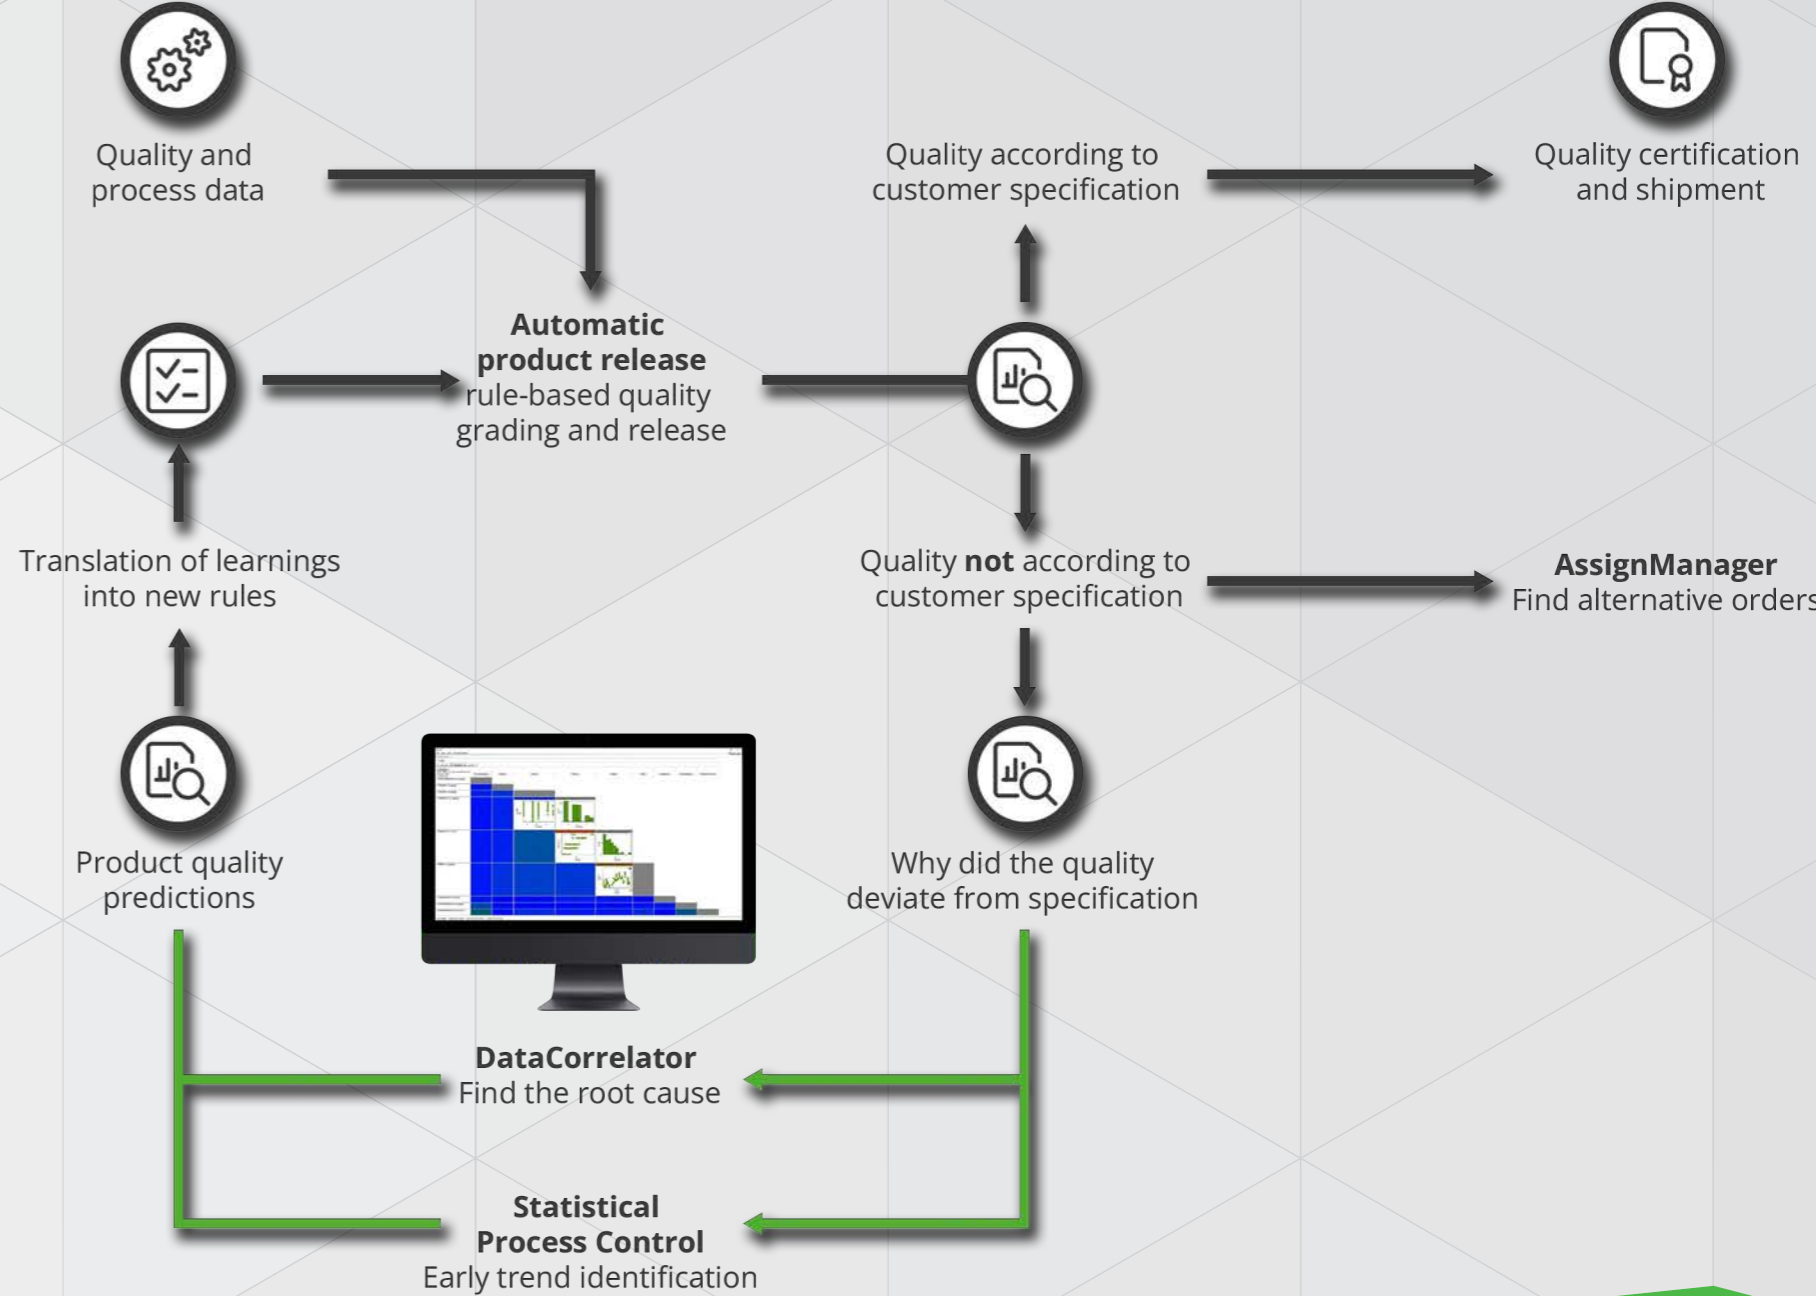 Quality and
process data
Quality according to
customer specification
Quality certification
and shipment
Automatic
product release
rule-based quality
grading and release
Translation of learnings
into new rules
Quality not according to
customer specification
AssignManager
Find alternative orders
Product quality
predictions
Why did the quality
deviate from specification
DataCorrelator
Find the root cause
Statistical
Process Control
Early trend identification